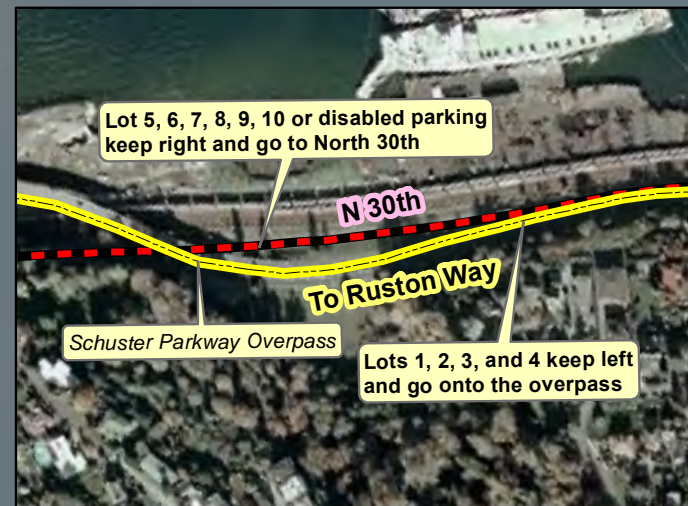 Lot 5, 6, 7, 8, 9, 10 or disabled parking
keep right and go to North 30th
N 30th
To Ruston Way
Schuster Parkway Overpass
Lots 1, 2, 3, and 4 keep left
and go onto the overpass